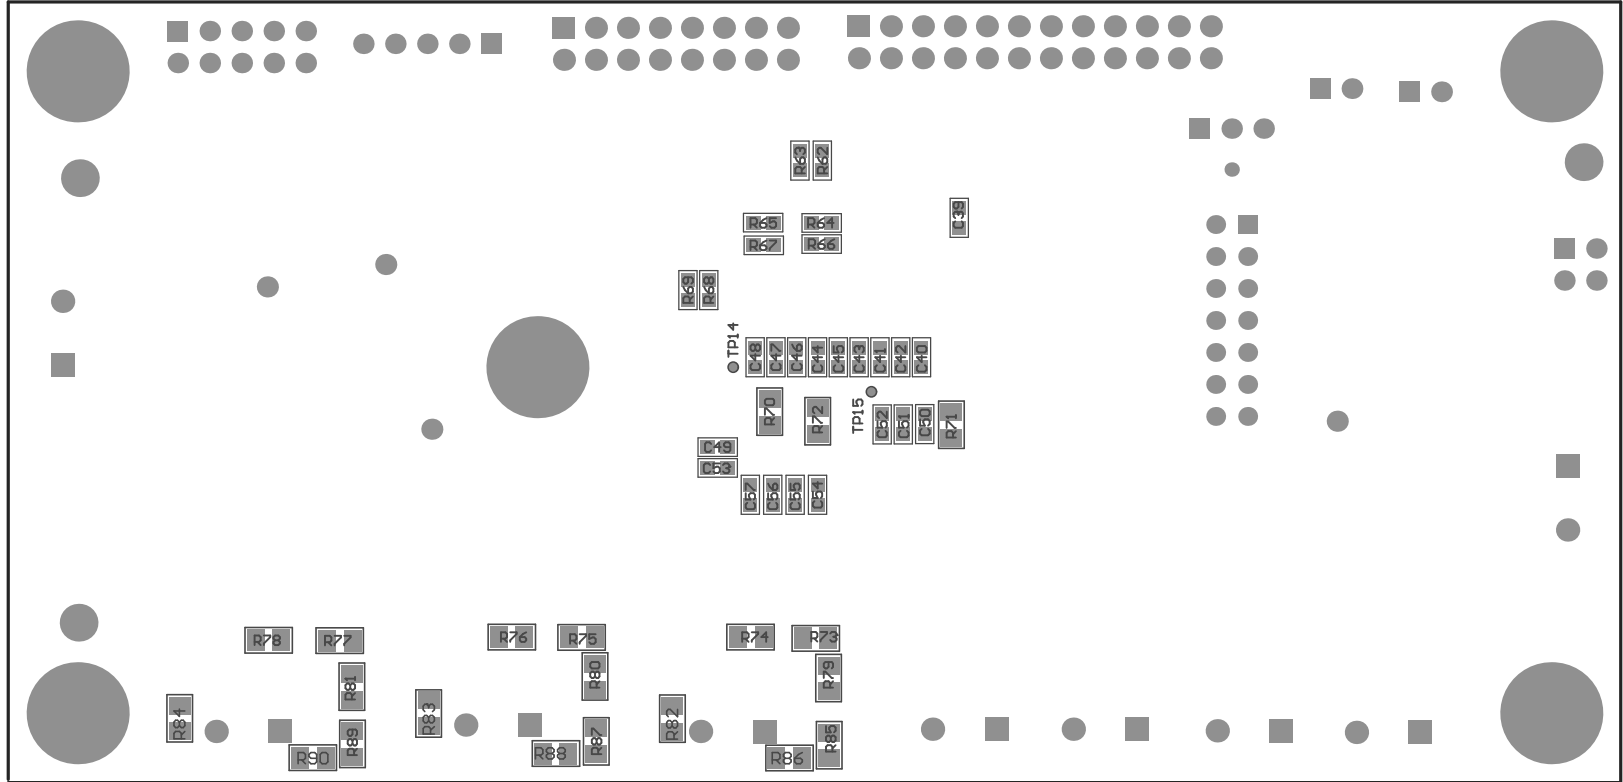 R63 R62
C39
R65 R64
R67 R66
R69 R68
TP14
C48 C47 C46 C44 C45 C43 C41 C42 C40
R70 R72 TP15 C52 C51 C50 R71
C49
C53
C57 C56 C55 C54
R78 R77 R76 R75 R74 R73
R81 R80 R79
R84 R83 R82
R89 R87 R85
R90 R88 R86